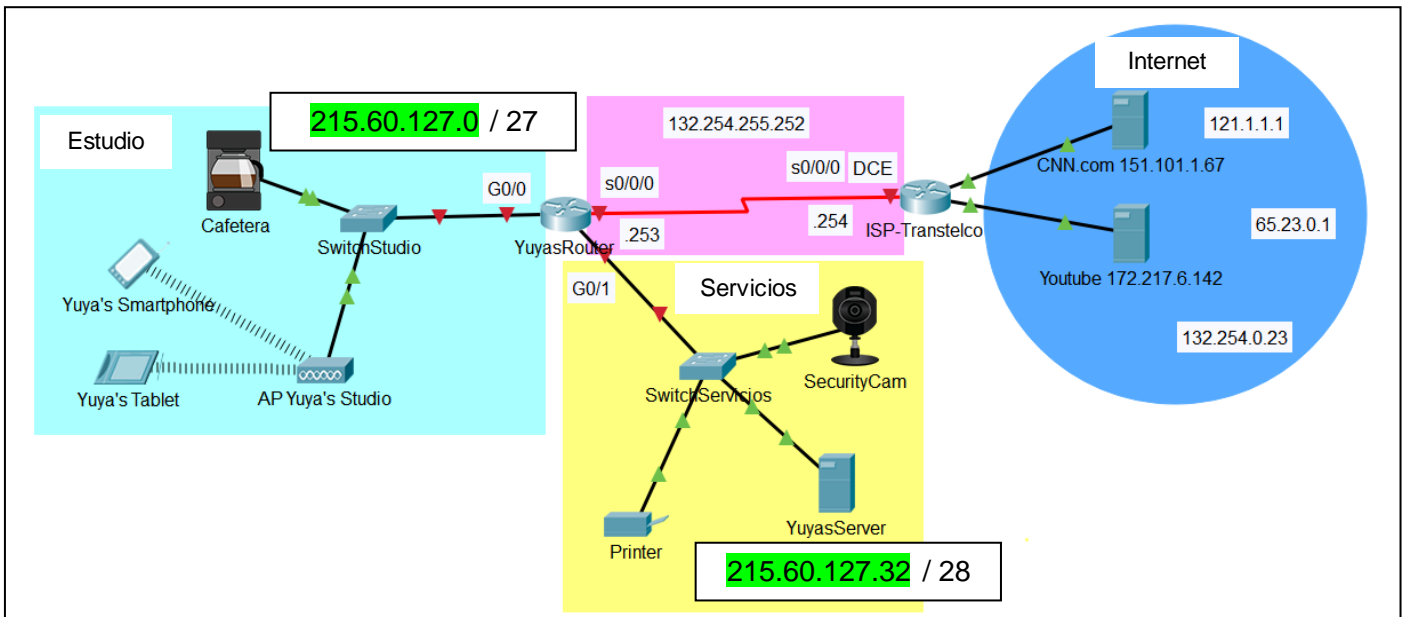 Internet
215.60.127.0 / 27
Estudio
132.254.255.252
121.1.1.1
CNN.com 151.101.1.67
s0/0/0 DCE
G0/0
s0/0/0
Cafetera
SwitchStudio
YuyasRouter
.253
.254
ISP-Transtelco
65.23.0.1
Youtube 172.217.6.142
G0/1
Servicios
Yuya's Smartphone
132.254.0.23
SecurityCam
SwitchServicios
Yuya's Tablet
AP Yuya's Studio
YuyasServer
Printer
215.60.127.32 / 28